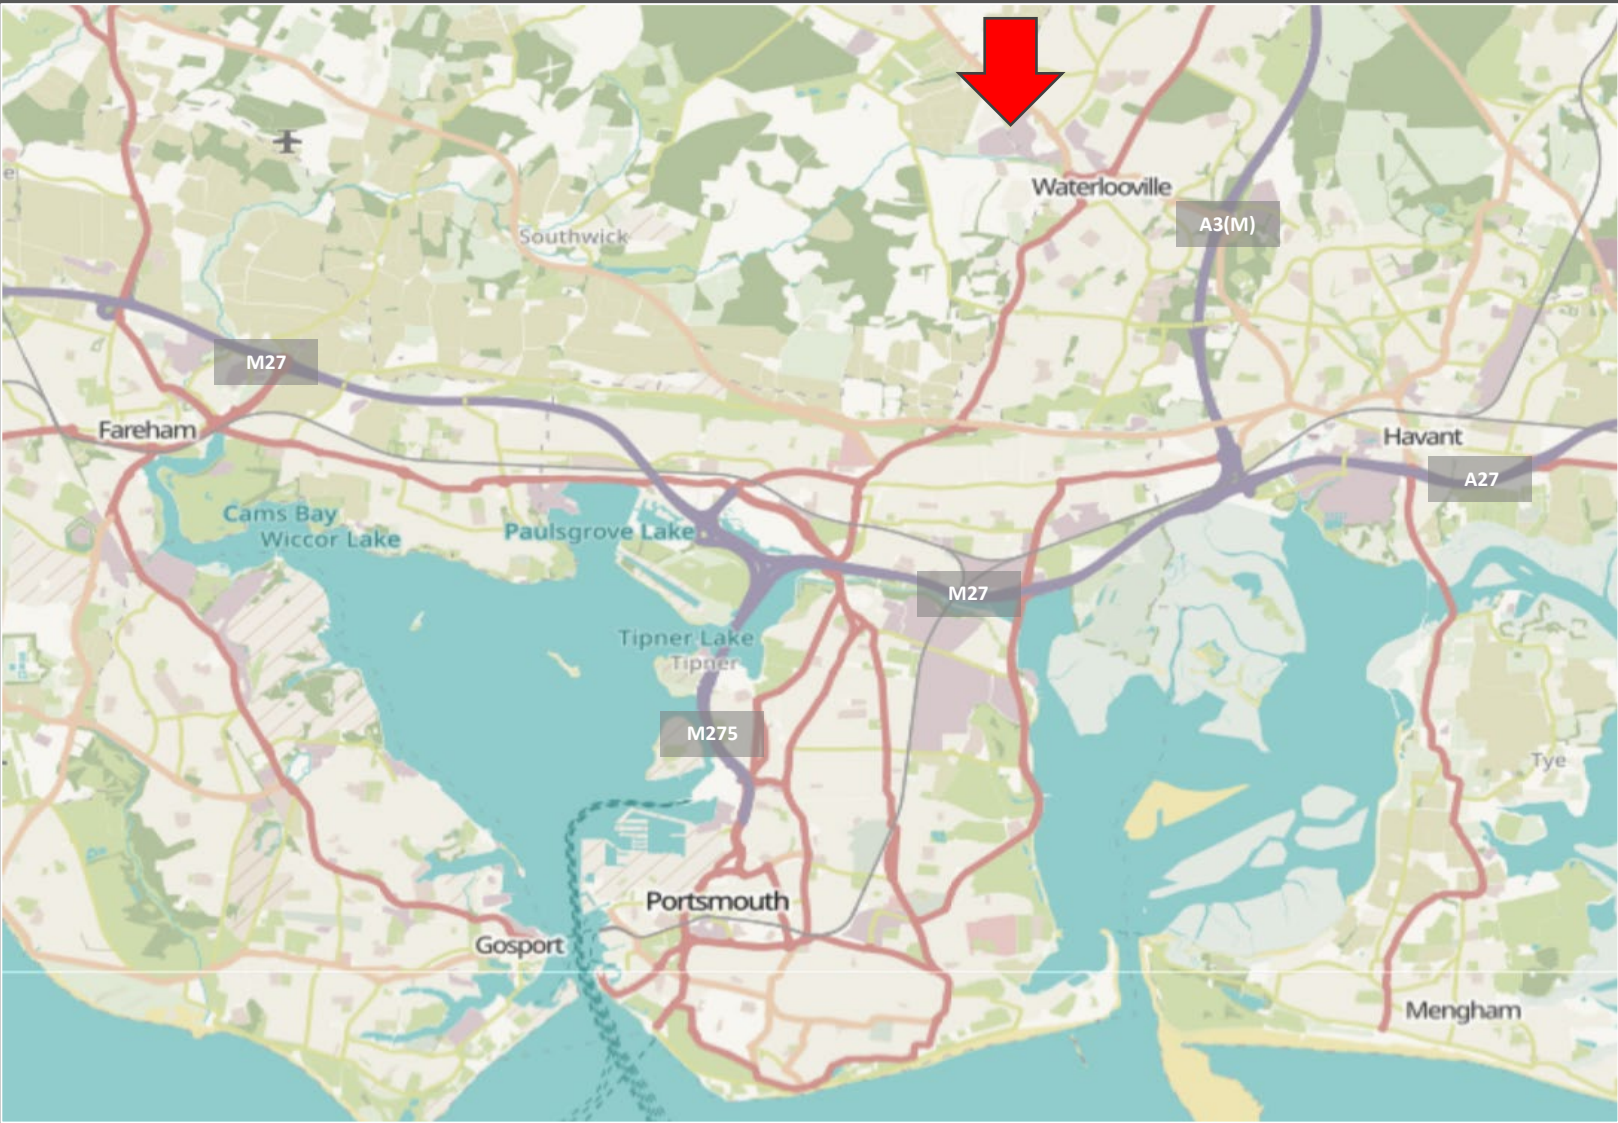 Waterlooville
e
A3(M)
Southwick
M27
Fareham
Havant
A27
Cams Bay
Wiccor Lake
Paulsgrove Lake
M27
Tipner Lake
Tipner
M275
Tye
Portsmouth
Gosport
Mengham